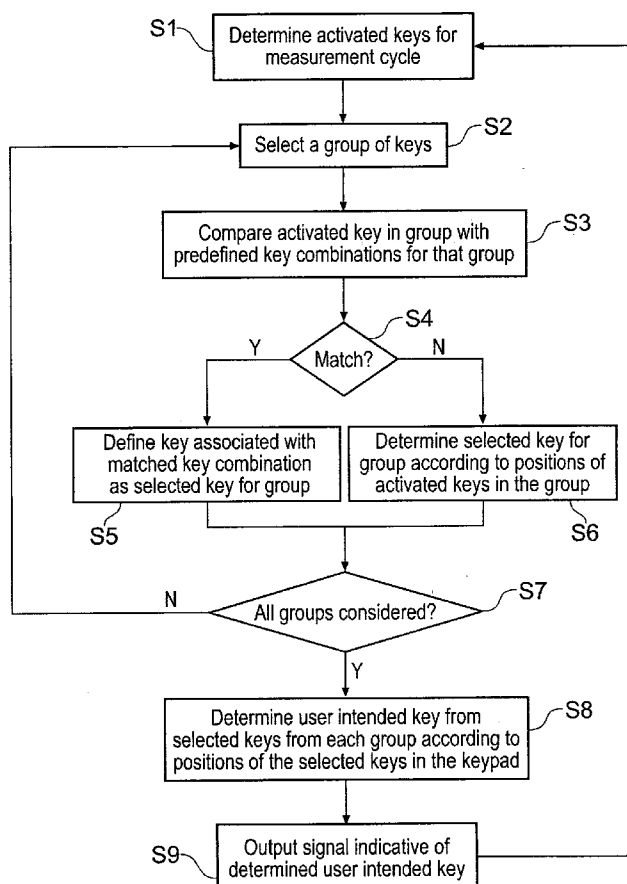 S1
Determine activated keys for
measurement cycle
S2
Select a group of keys
S3
Compare activated key in group with
predefined key combinations for that group
S4
Y
Match?
N
Define key associated with
matched key combination
as selected key for group
S5
Determine selected key for
group according to positions of
activated keys in the group
S6
N
All groups considered?
S7
Y
Determine user intended key from
selected keys from each group according to
positions of the selected keys in the keypad
S8
Output signal indicative of
determined user intended key
S9